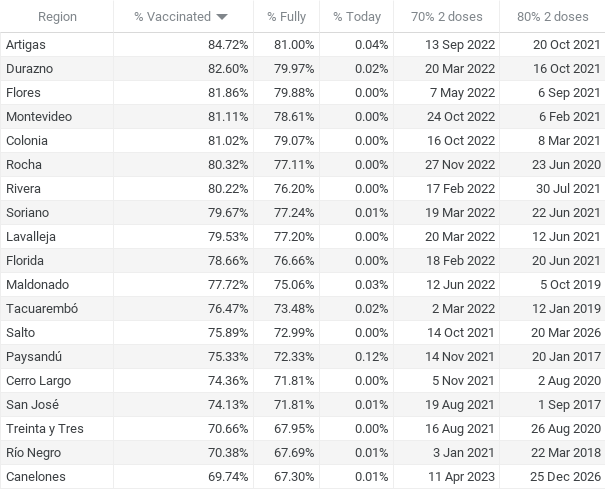 Region % Vaccinated % Fully % Today 70% 2 doses 80% 2 doses
Artigas 84.72% 81.00% 0.04% 13 Sep 2022 20 Oct 2021
Durazno 82.60% 79.97% 0.02% 20 Mar 2022 16 Oct 2021
Flores 81.86% 79.88% 0.00% 7 May 2022 6 Sep 2021
Montevideo 81.11% 78.61% 0.00% 24 Oct 2022 6 Feb 2021
Colonia 81.02% 79.07% 0.00% 16 Oct 2022 8 Mar 2021
Rocha 80.32% 77.11% 0.00% 27 Nov 2022 23 Jun 2020
Rivera 80.22% 76.20% 0.00% 17 Feb 2022 30 Jul 2021
Soriano 79.67% 77.24% 0.01% 19 Mar 2022 22 Jun 2021
Lavalleja 79.53% 77.20% 0.00% 20 Mar 2022 12 Jun 2021
Florida 78.66% 76.66% 0.00% 18 Feb 2022 20 Jun 2021
Maldonado 77.72% 75.06% 0.03% 12 Jun 2022 5 Oct 2019
Tacuarembó 76.47% 73.48% 0.02% 2 Mar 2022 12 Jan 2019
Salto 75.89% 72.99% 0.00% 14 Oct 2021 20 Mar 2026
Paysandú 75.33% 72.33% 0.12% 14 Nov 2021 20 Jan 2017
Cerro Largo 74.36% 71.81% 0.00% 5 Nov 2021 2 Aug 2020
San José 74.13% 71.81% 0.01% 19 Aug 2021 1 Sep 2017
Treinta y Tres 70.66% 67.95% 0.00% 16 Aug 2021 26 Aug 2020
Río Negro 70.38% 67.69% 0.01% 3 Jan 2021 22 Mar 2018
Canelones 69.74% 67.30% 0.01% 11 Apr 2023 25 Dec 2026